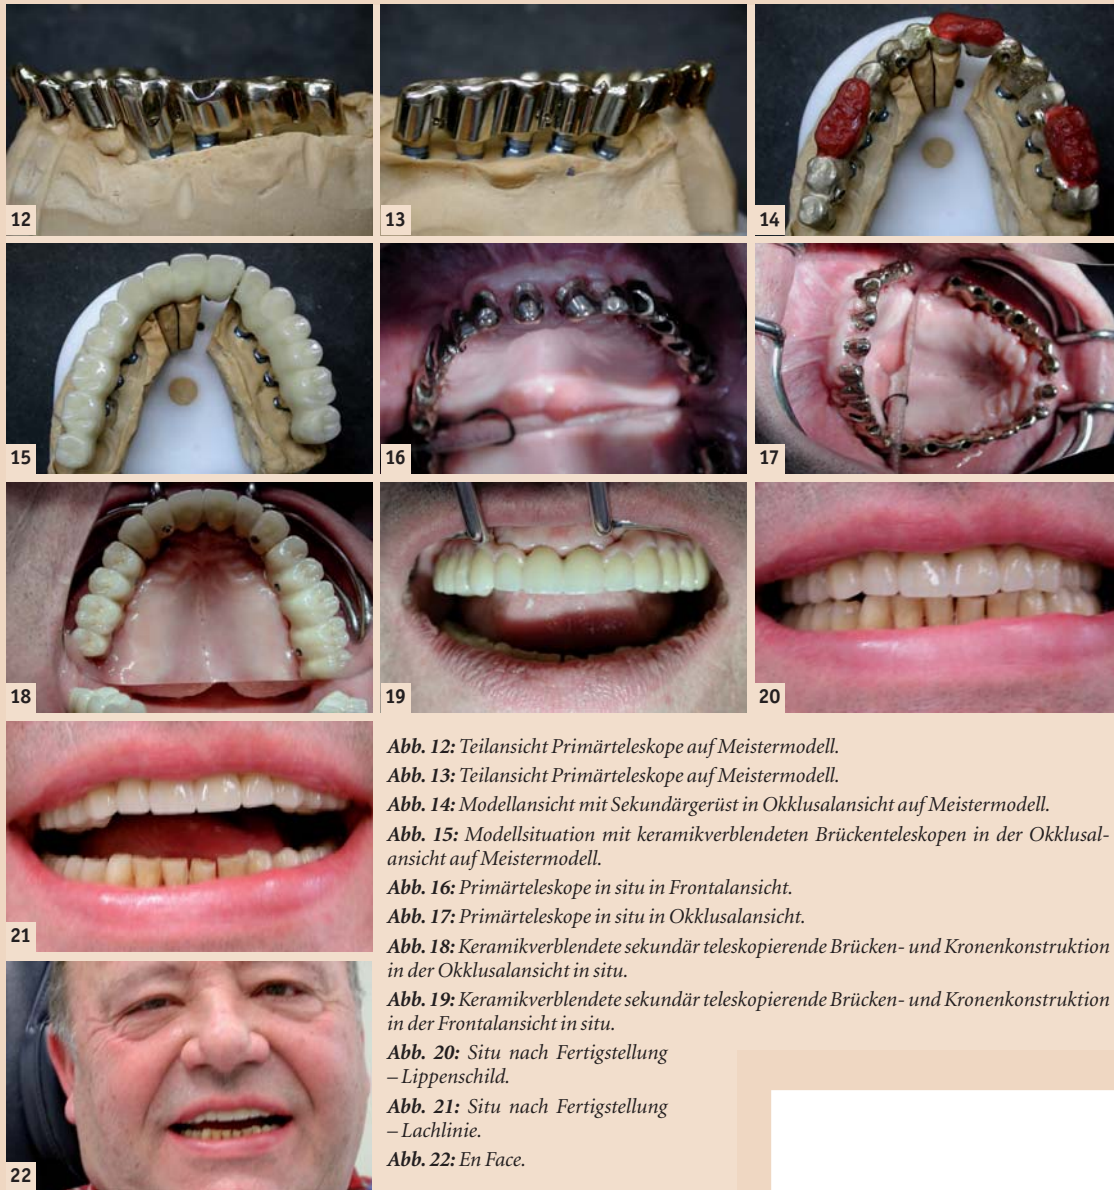 12
13
14
15
16
17
18
19
20
21
22
Abb. 12: Teilansicht Primärteleskope auf Meistermodell.
Abb. 13: Teilansicht Primärteleskope auf Meistermodell.
Abb. 14: Modellansicht mit Sekundärgerüst in Okklusalansicht auf Meistermodell.
Abb. 15: Modellsituation mit keramikverblendeten Brückenteleskopen in der Okklusal-
ansicht auf Meistermodell.
Abb. 16: Primärteleskope in situ in Frontalansicht.
Abb. 17: Primärteleskope in situ in Okklusalansicht.
Abb. 18: Keramikverblendete sekundär teleskopierende Brücken- und Kronenkonstruktion
in der Okklusalansicht in situ.
Abb. 19: Keramikverblendete sekundär teleskopierende Brücken- und Kronenkonstruktion
in der Frontalansicht in situ.
Abb. 20: Situ nach Fertigstellung
– Lippenschild.
Abb. 21: Situ nach Fertigstellung
– Lachlinie.
Abb. 22: En Face.